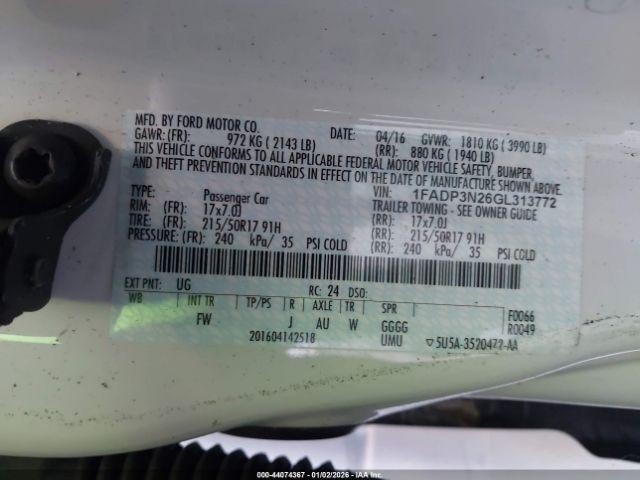 MFD. BY FORD MOTOR CO.
DATE: 04/16 GVWR: 1810 KG ( 3990 LB)
GAWR: (FR): 972 KG ( 2143 LB) (RR): 880 KG ( 1940 LB)
THIS VEHICLE CONFORMS TO ALL APPLICABLE FEDERAL MOTOR VEHICLE SAFETY, BUMPER,
AND THEFT PREVENTION STANDARDS IN EFFECT ON THE DATE OF MANUFACTURE SHOWN ABOVE.
VIN: 1FADP3N26GL313772
TYPE: Passenger Car TRAILER TOWING - SEE OWNER GUIDE
RIM: (FR): 17x7.0J (RR): 17x7.0J
TIRE: (FR): 215/50R17 91H (RR): 215/50R17 91H
PRESSURE: (FR): 240 kPa/ 35 PSI COLD (RR): 240 kPa/ 35 PSI COLD
EXT PNT: UG RC: 24 DSO:
WB INT TR TP/PS R AXLE TR SPR F0066
FW J AU W GGGG R0049
201604142518 UMU ▽5U5A-3520472-AA
000-44074367 - 01/02/2026 - IAA Inc.